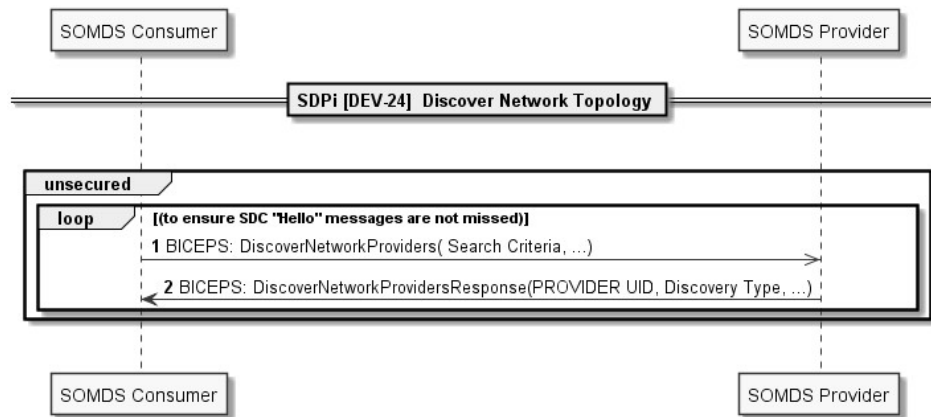 SOMDS Consumer
SOMDS Provider
SDPi [DEV-24]  Discover Network Topology
unsecured
loop
[(to ensure SDC "Hello" messages are not missed)]
1 BICEPS: DiscoverNetworkProviders( Search Criteria, ...)
2 BICEPS: DiscoverNetworkProvidersResponse(PROVIDER UID, Discovery Type, ...)
SOMDS Consumer
SOMDS Provider